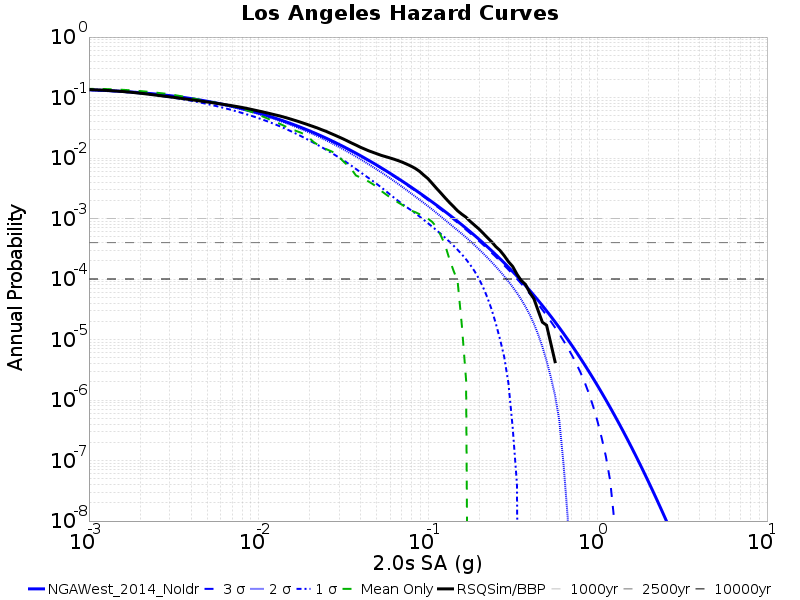 Los Angeles Hazard Curves
10^0
10^-1
10^-2
10^-3
10^-4
10^-5
10^-6
10^-7
10^-8
Annual Probability
10^-3 10^-2 10^-1 10^0 10^1
2.0s SA (g)
NGAWest_2014_NoIdr 3 σ 2 σ 1 σ Mean Only RSQSim/BBP 1000yr 2500yr 10000yr